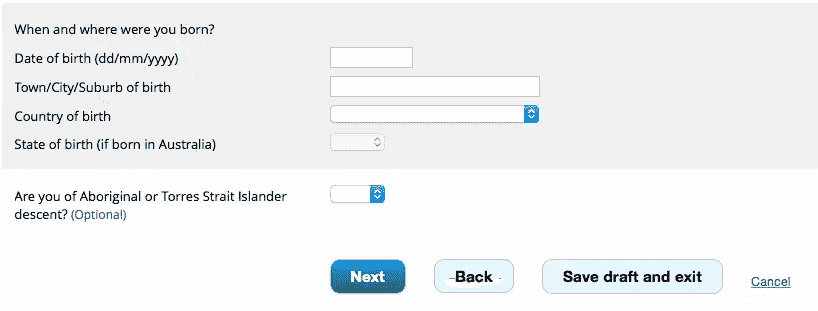 When and where were you born?
Date of birth (dd/mm/yyyy)
Town/City/Suburb of birth
Country of birth
State of birth (if born in Australia)
Are you of Aboriginal or Torres Strait Islander
descent? (Optional)
Next Back Save draft and exit Cancel